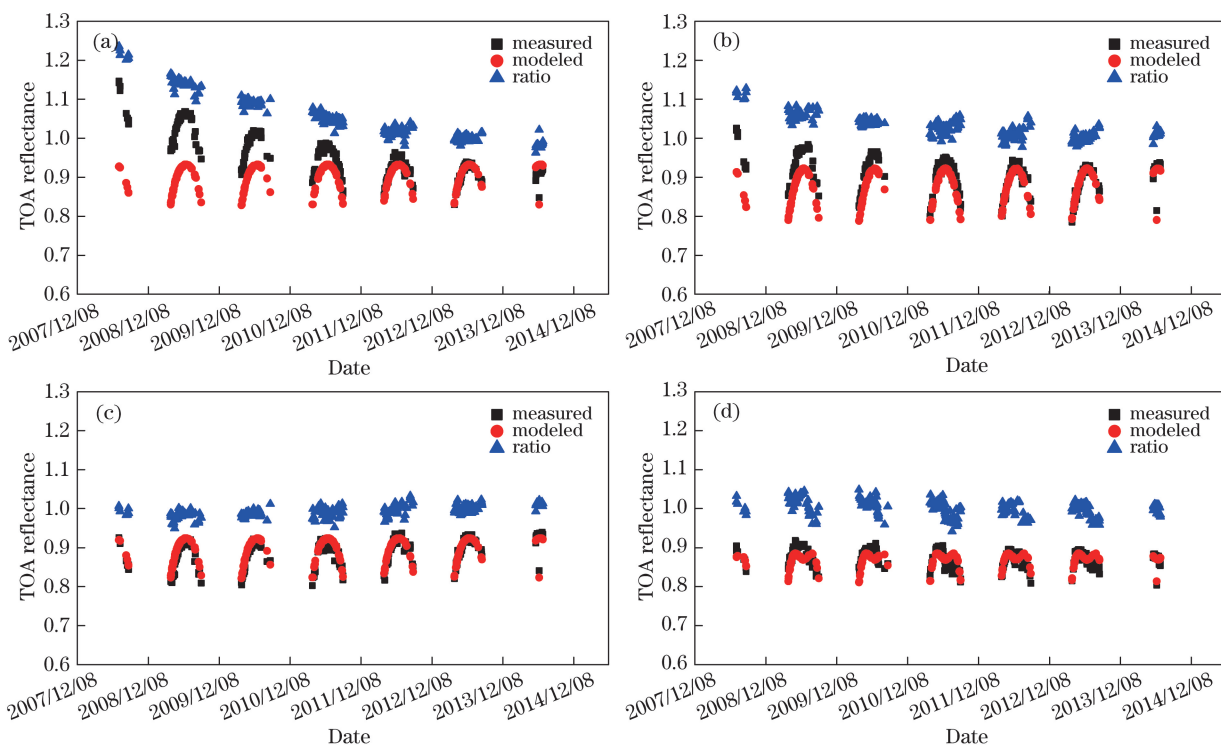 (a)
measured
modeled
ratio
TOA reflectance
1.3
1.2
1.1
1.0
0.9
0.8
0.7
0.6
2007/12/08
2008/12/08
2009/12/08
2010/12/08
2011/12/08
2012/12/08
2013/12/08
2014/12/08
Date
(b)
measured
modeled
ratio
TOA reflectance
1.3
1.2
1.1
1.0
0.9
0.8
0.7
0.6
2007/12/08
2008/12/08
2009/12/08
2010/12/08
2011/12/08
2012/12/08
2013/12/08
2014/12/08
Date
(c)
measured
modeled
ratio
TOA reflectance
1.3
1.2
1.1
1.0
0.9
0.8
0.7
0.6
2007/12/08
2008/12/08
2009/12/08
2010/12/08
2011/12/08
2012/12/08
2013/12/08
2014/12/08
Date
(d)
measured
modeled
ratio
TOA reflectance
1.3
1.2
1.1
1.0
0.9
0.8
0.7
0.6
2007/12/08
2008/12/08
2009/12/08
2010/12/08
2011/12/08
2012/12/08
2013/12/08
2014/12/08
Date